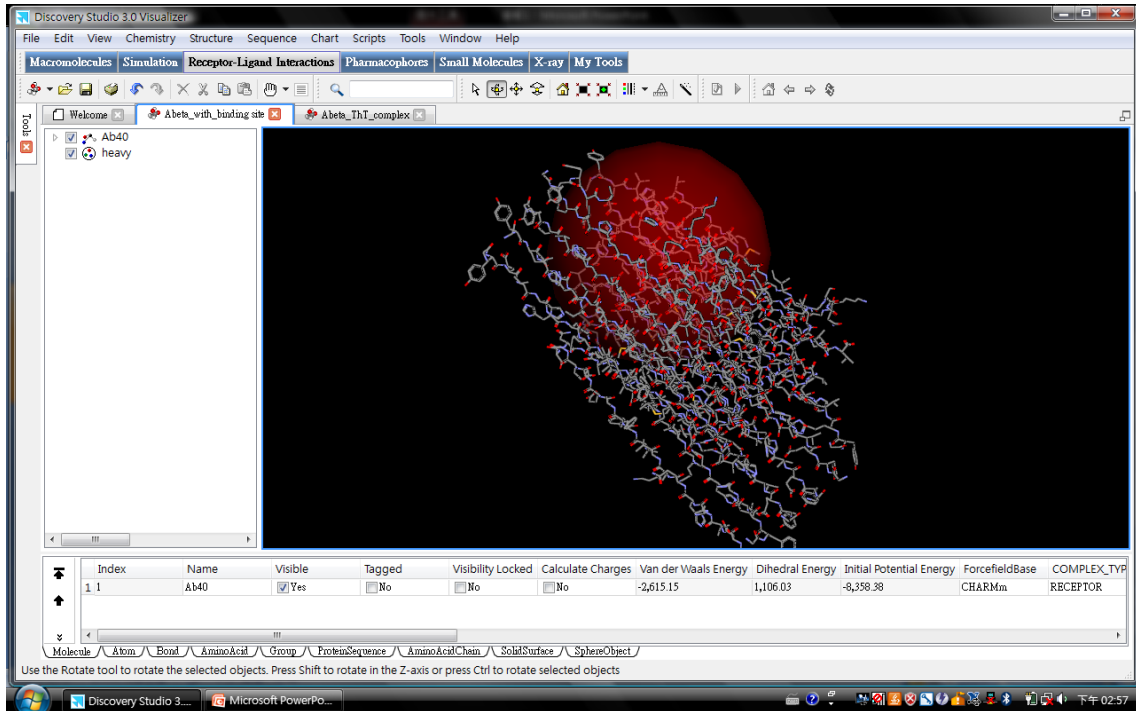 Discovery Studio 3.0 Visualizer
File Edit View Chemistry Structure Sequence Chart Scripts Tools Window Help
Macromolecules Simulation Receptor-Ligand Interactions Pharmacophores Small Molecules X-ray My Tools
Welcome Abeta_with_binding site Abeta_ThT_complex
Tools
Ab40
heavy
Index Name Visible Tagged Visibility Locked Calculate Charges Van der Waals Energy Dihedral Energy Initial Potential Energy ForcefieldBase COMPLEX_TYP
1 1 Ab40 Yes No No No -2,615.15 1,106.03 -8,358.38 CHARMm RECEPTOR
Molecule Atom Bond AminoAcid Group ProteinSequence AminoAcidChain SolidSurface SphereObject
Use the Rotate tool to rotate the selected objects. Press Shift to rotate in the Z-axis or press Ctrl to rotate selected objects
Discovery Studio 3.... Microsoft PowerPo... 下午 02:57